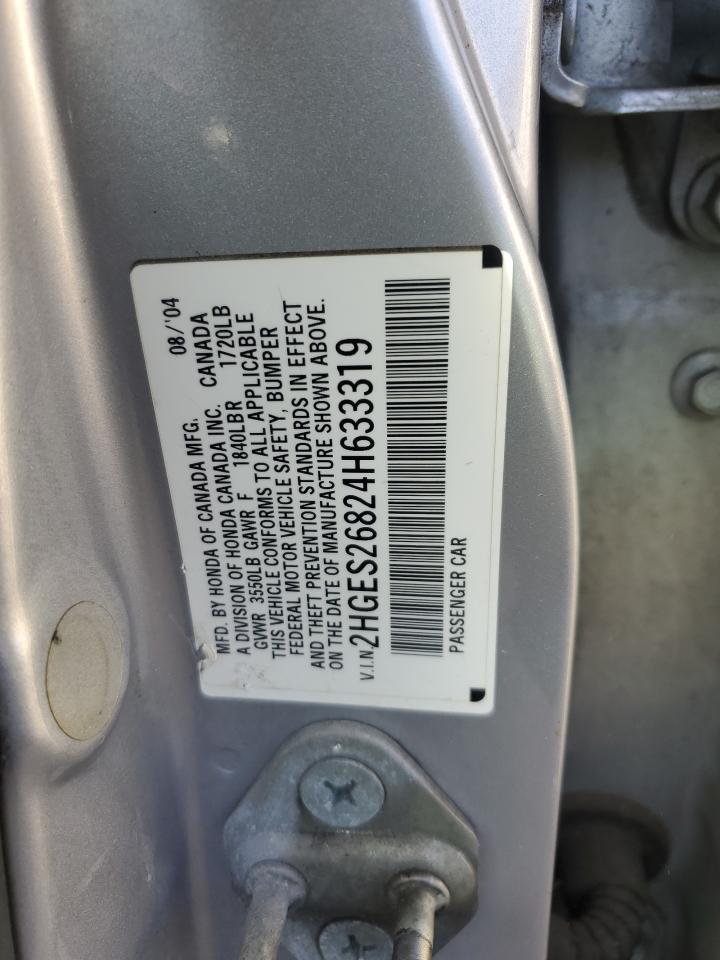 MFD. BY HONDA OF CANADA MFG. 08/'04
A DIVISION OF HONDA CANADA INC. CANADA
GVWR 3550LB GAWR F 1840LBR 1720LB
THIS VEHICLE CONFORMS TO ALL APPLICABLE
FEDERAL MOTOR VEHICLE SAFETY, BUMPER
AND THEFT PREVENTION STANDARDS IN EFFECT
ON THE DATE OF MANUFACTURE SHOWN ABOVE.
V.I.N. 2HGES26824H633319
PASSENGER CAR